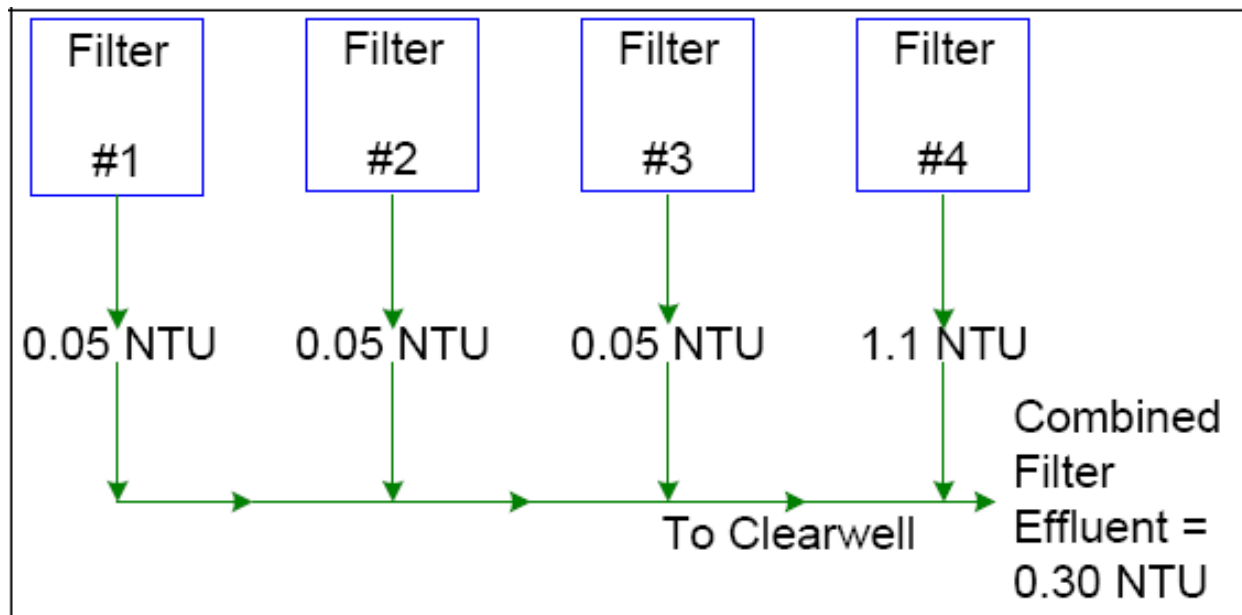 Filter
#1
Filter
#2
Filter
#3
Filter
#4
0.05 NTU
0.05 NTU
0.05 NTU
1.1 NTU
To Clearwell
Combined
Filter
Effluent =
0.30 NTU